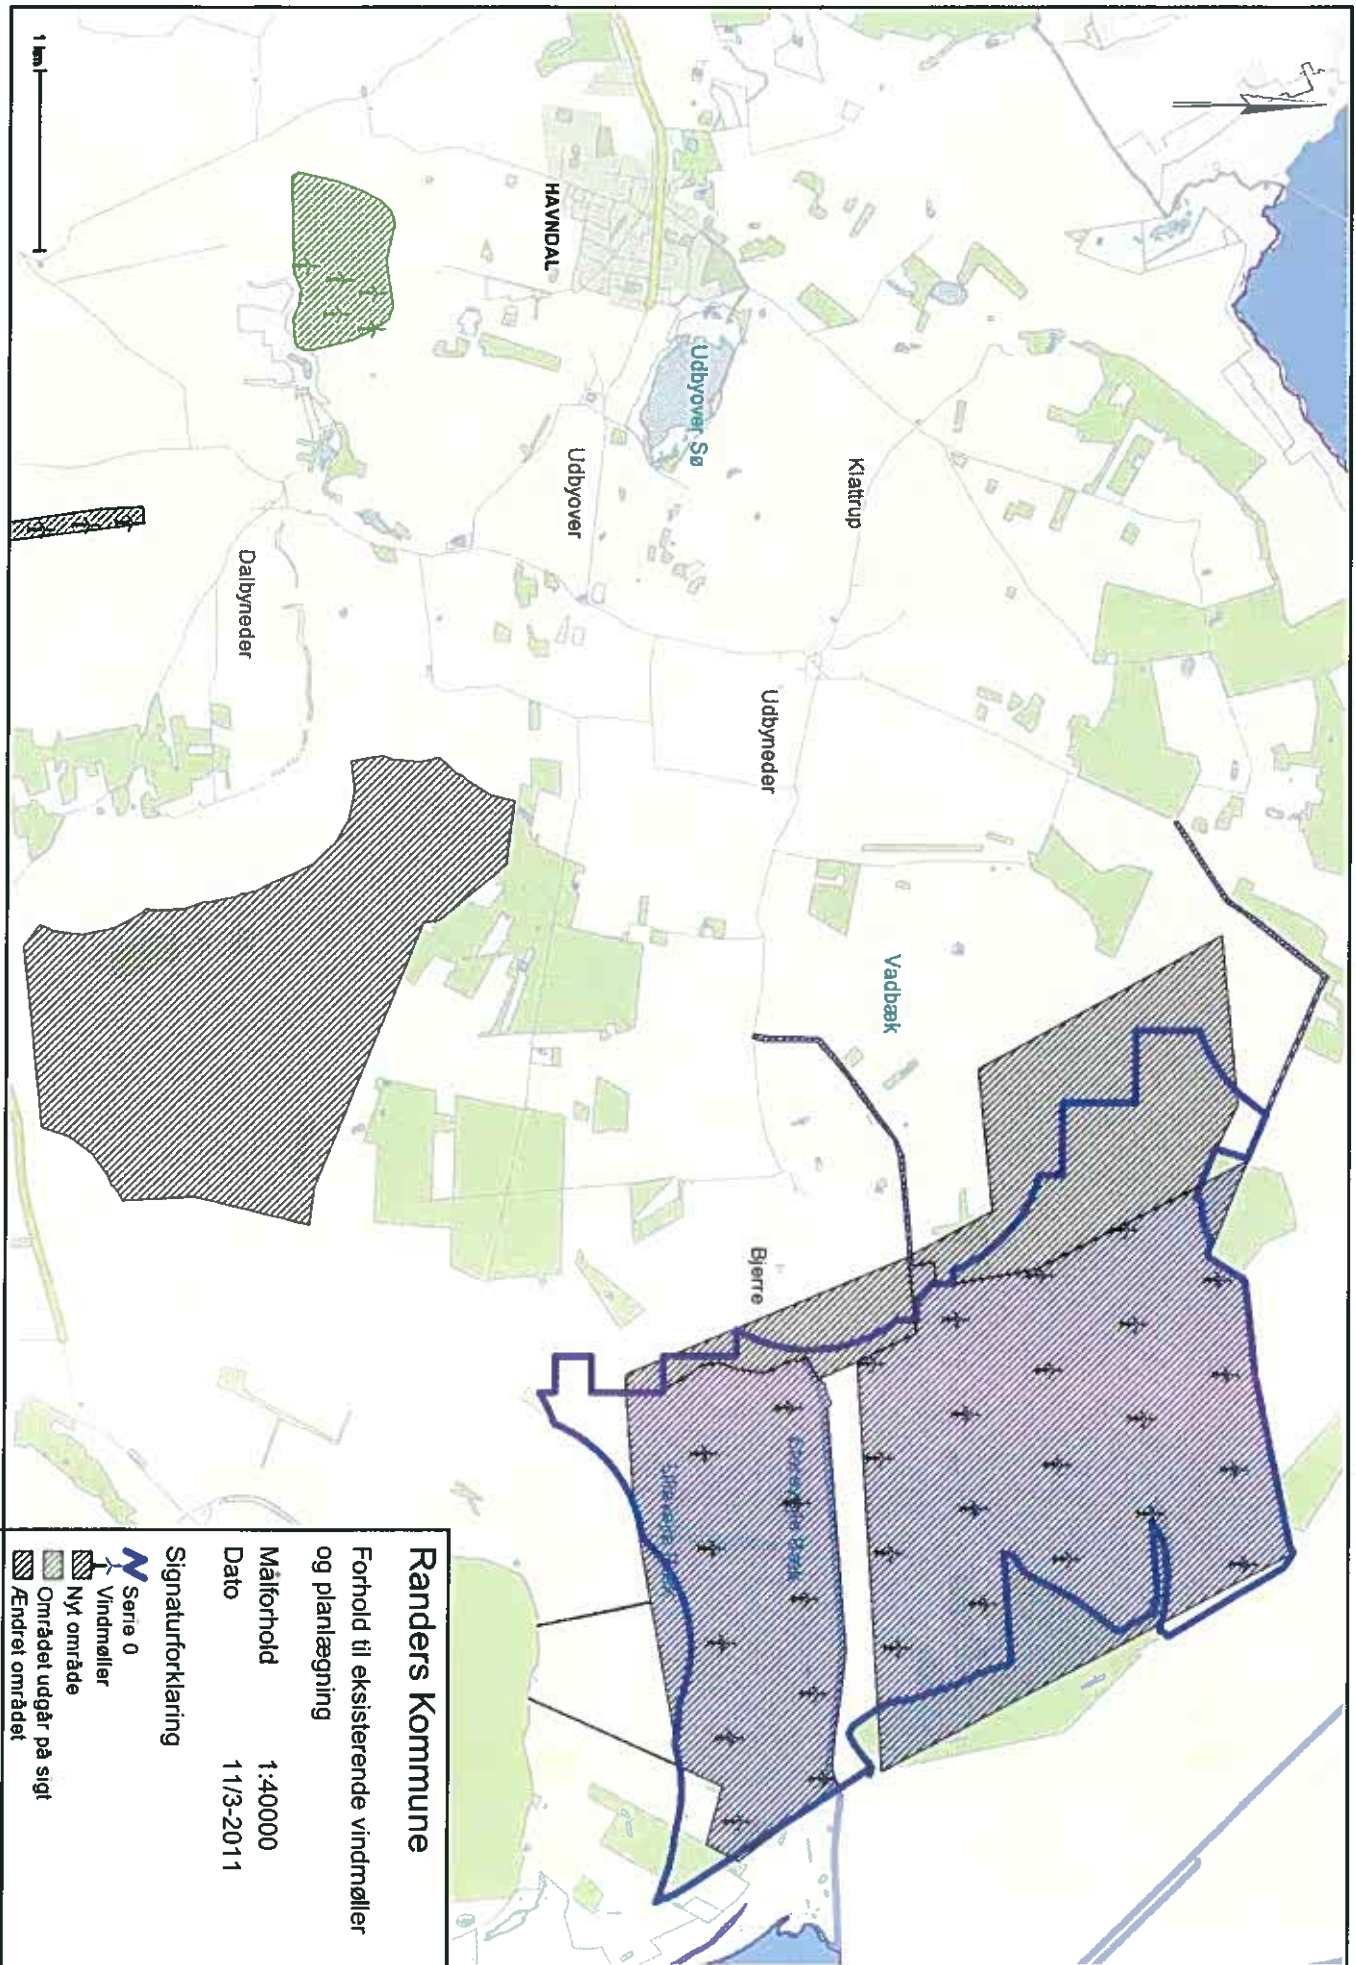 1 km
HAVNDAL
Udbyover Sø
Klattrup
Udbyover
Dalbyneder
Udbyneder
Vadbæk
Bjerre
Randers Kommune
Forhold til eksisterende vindmøller
og planlægning
Målforhold 1:40000
Dato 11/3-2011
Signaturforklaring
Serie 0
Vindmøller
Nyt område
Området udgår på sigt
Ændret området